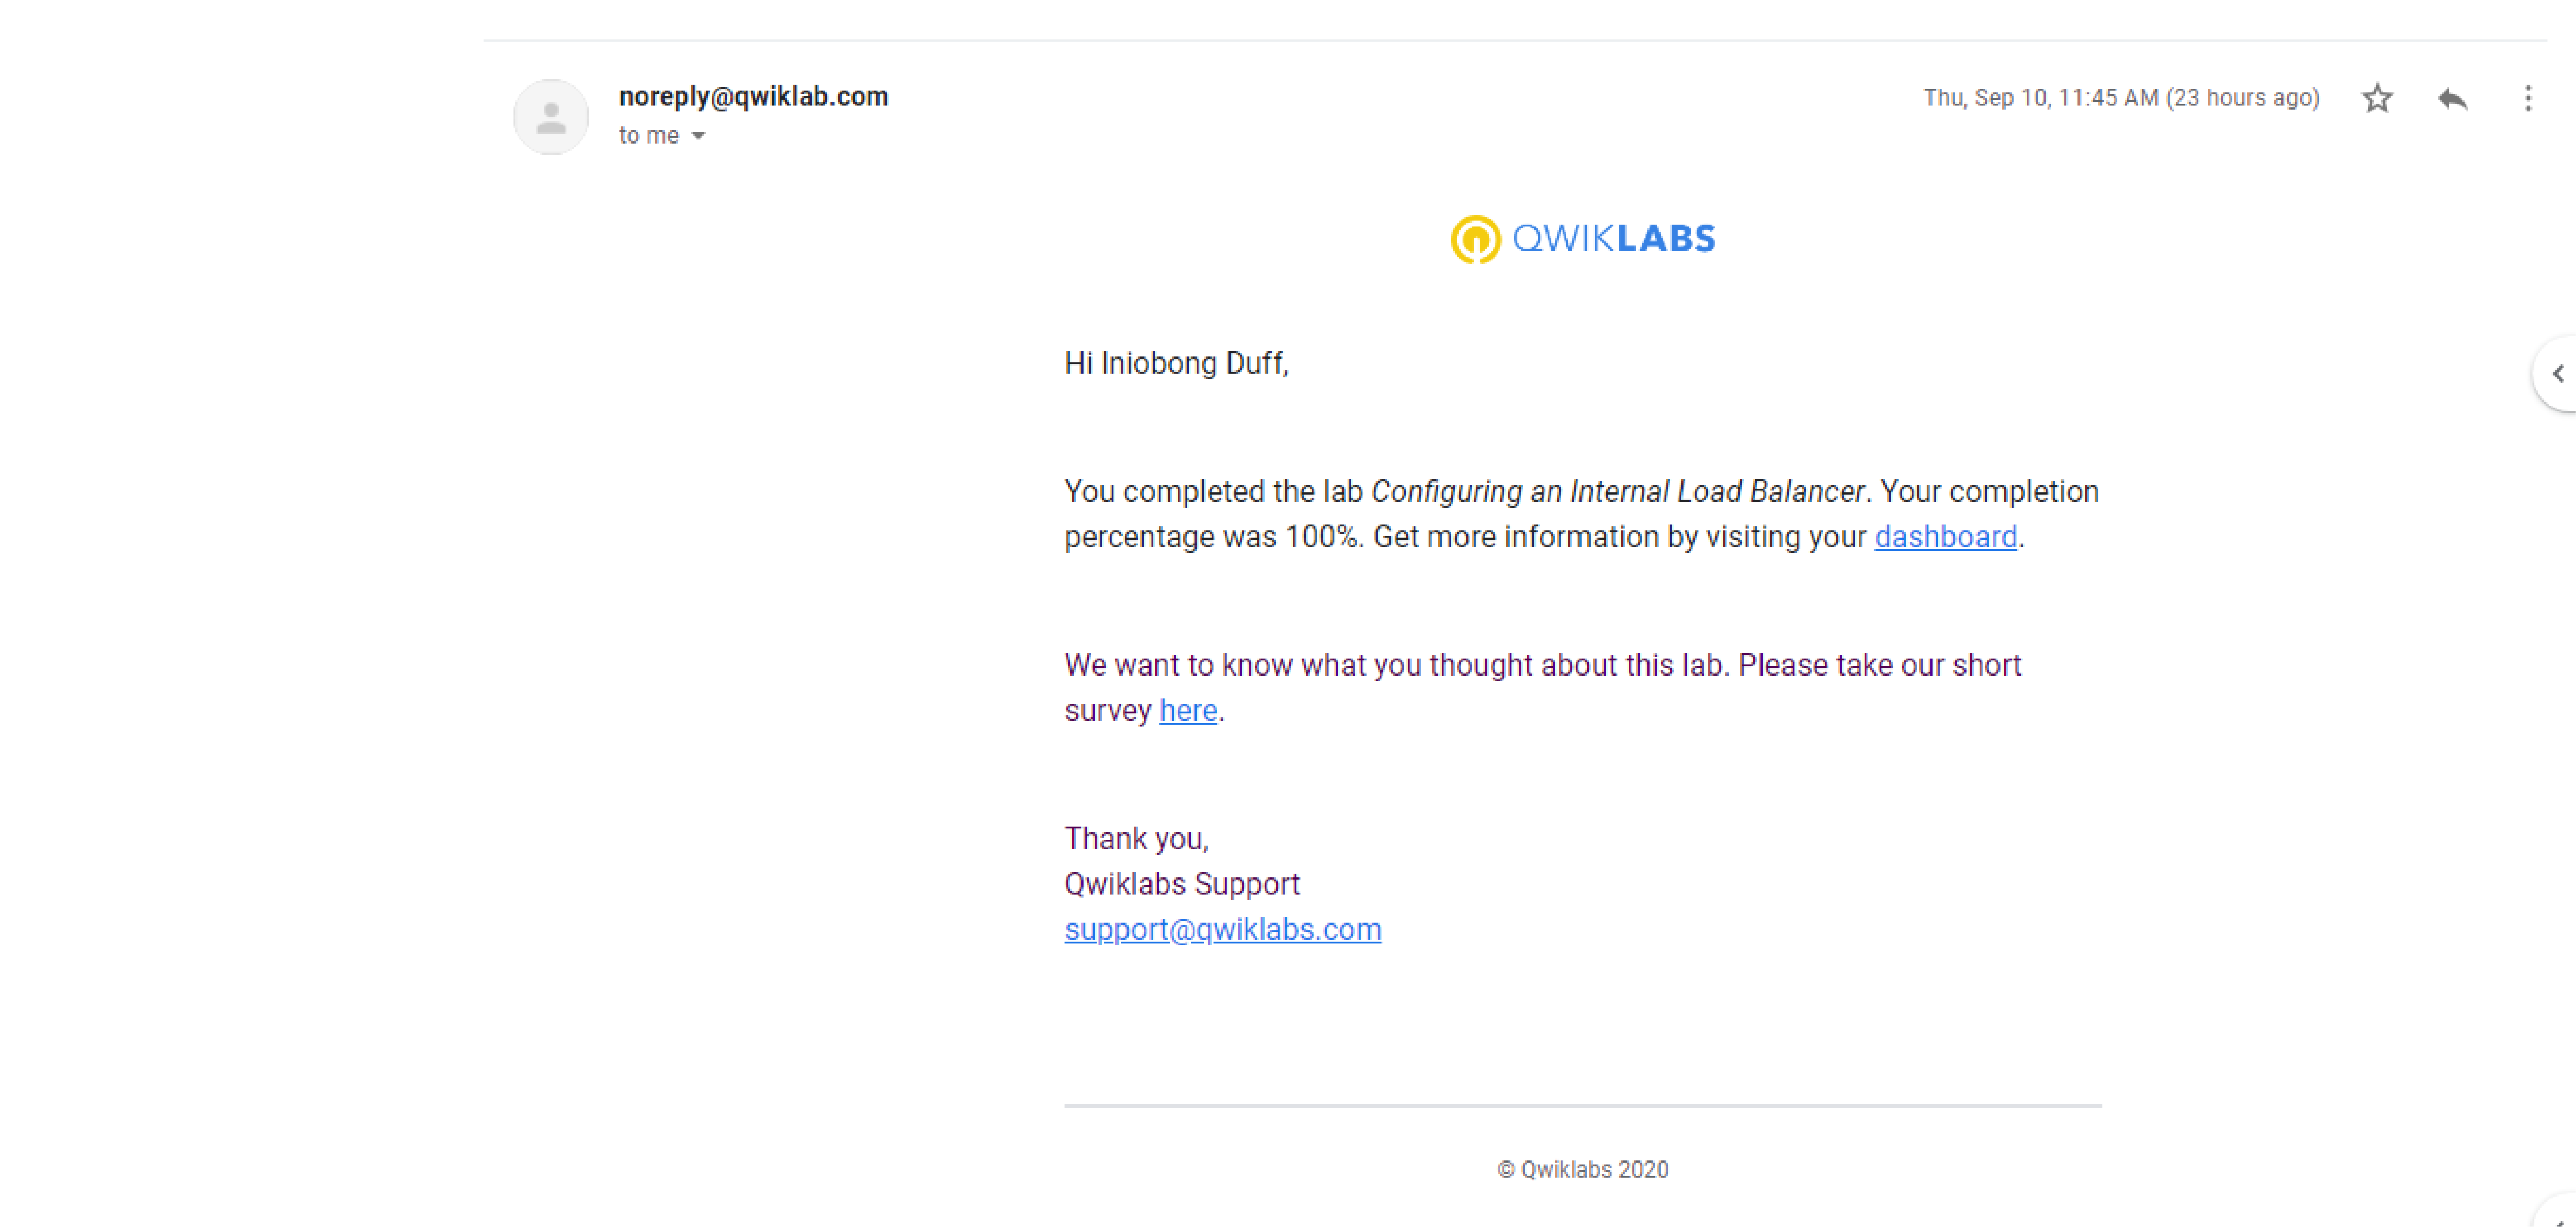 noreply@qwiklab.com
Thu, Sep 10, 11:45 AM (23 hours ago)
to me
QWIKLABS
Hi Iniobong Duff,
You completed the lab Configuring an Internal Load Balancer. Your completion
percentage was 100%. Get more information by visiting your dashboard.
We want to know what you thought about this lab. Please take our short
survey here.
Thank you,
Qwiklabs Support
support@qwiklabs.com
© Qwiklabs 2020